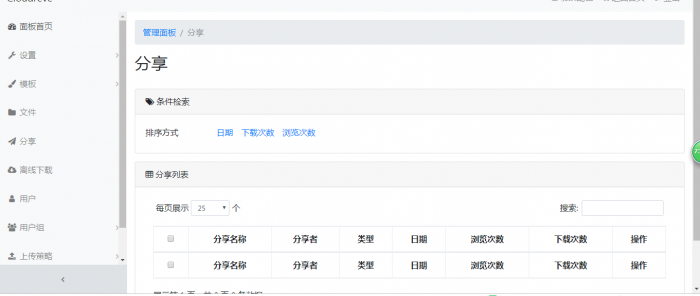 面板首页
设置
模板
文件
分享
离线下载
用户
用户组
上传策略
管理面板 / 分享
分享
条件检索
排序方式 日期 下载次数 浏览次数
分享列表
每页展示 25 个 搜索:
分享名称 分享者 类型 日期 浏览次数 下载次数 操作
分享名称 分享者 类型 日期 浏览次数 下载次数 操作